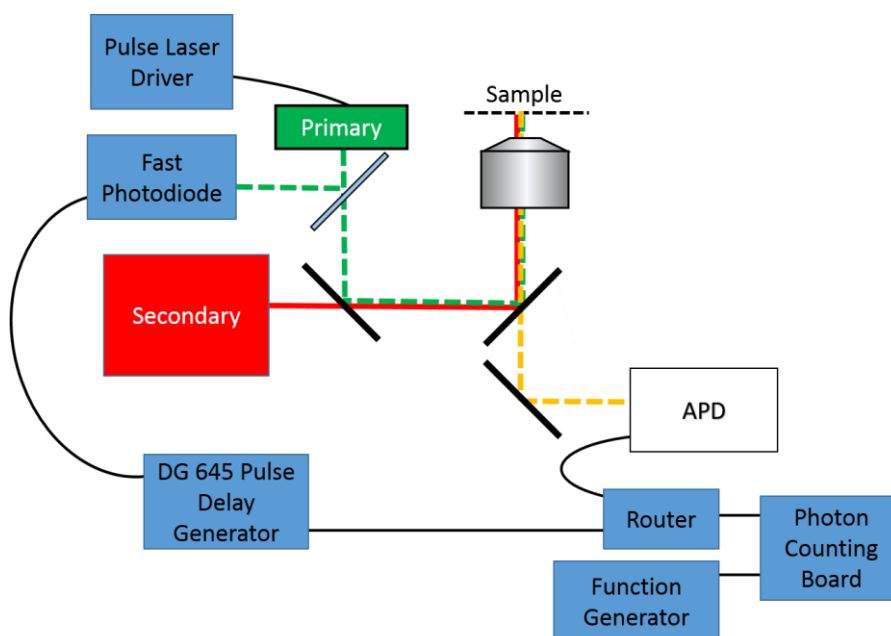 Pulse Laser
Driver
Sample
Primary
Fast
Photodiode
Secondary
APD
DG 645 Pulse
Delay
Generator
Router
Photon
Counting
Board
Function
Generator